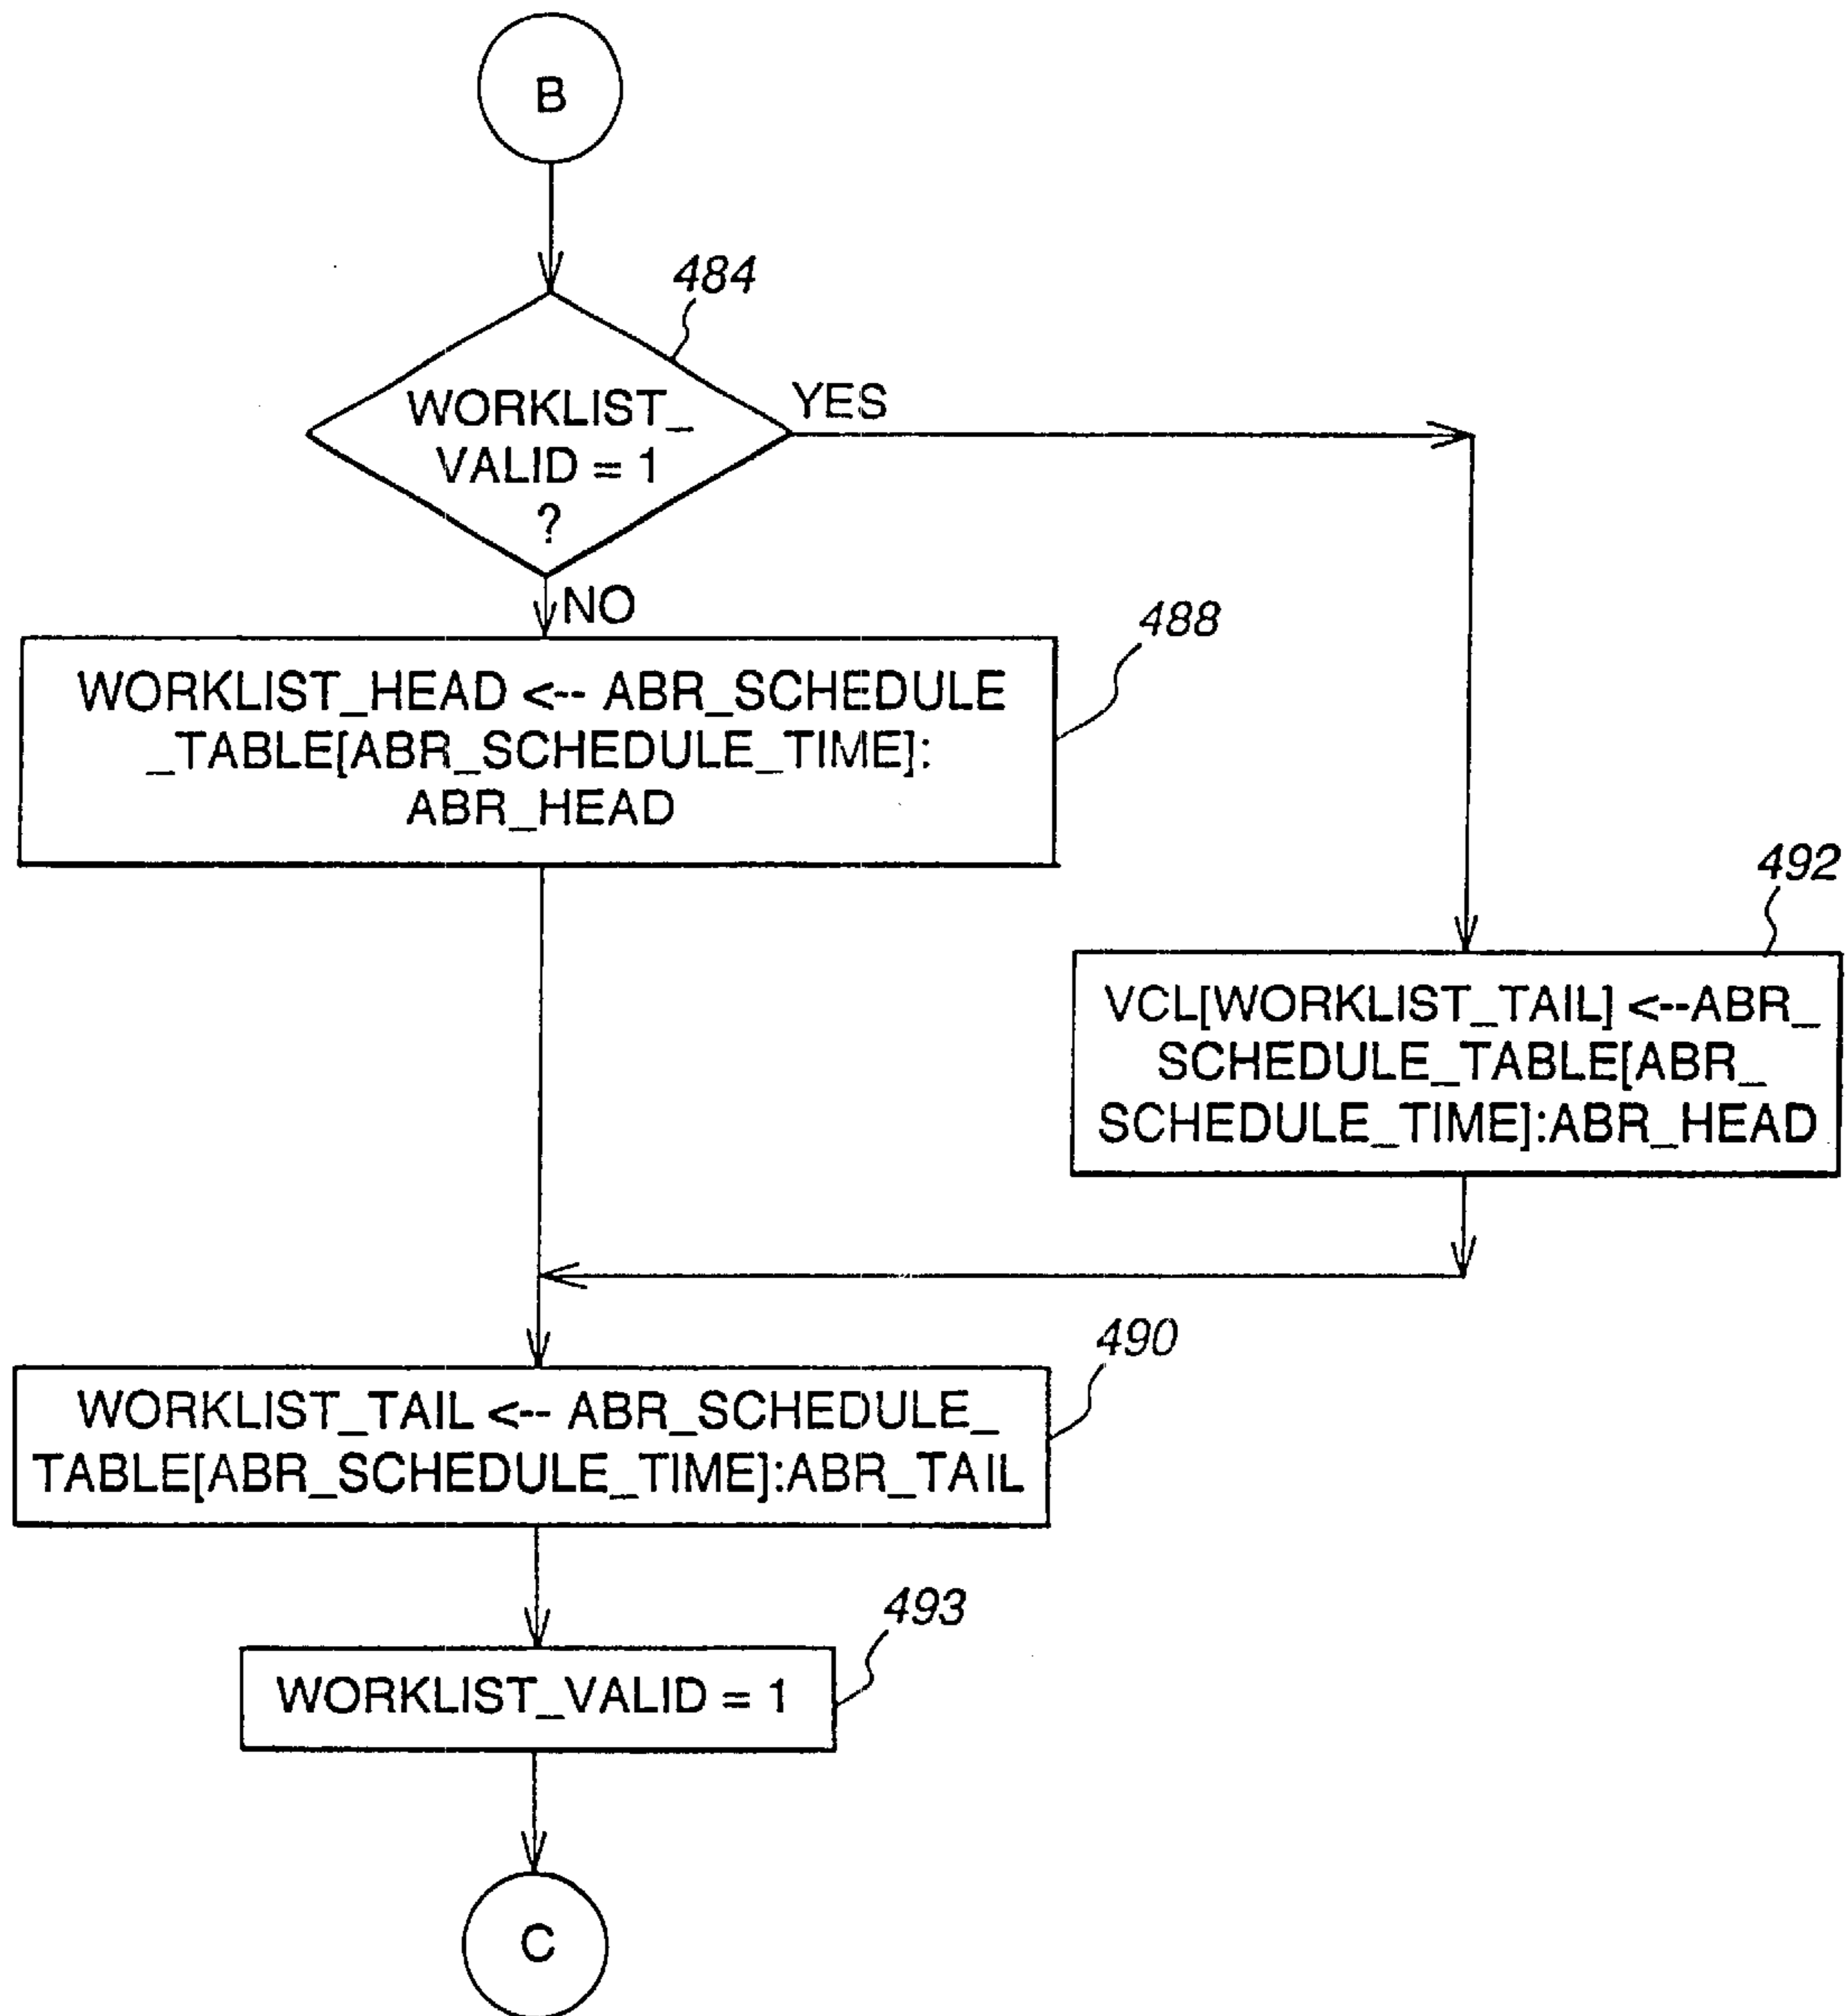 B
484
WORKLIST_
VALID = 1
?
YES
NO
488
WORKLIST_HEAD <-- ABR_SCHEDULE
_TABLE[ABR_SCHEDULE_TIME]:
ABR_HEAD
492
VCL[WORKLIST_TAIL] <--ABR_
SCHEDULE_TABLE[ABR_
SCHEDULE_TIME]:ABR_HEAD
490
WORKLIST_TAIL <-- ABR_SCHEDULE_
TABLE[ABR_SCHEDULE_TIME]:ABR_TAIL
493
WORKLIST_VALID = 1
C